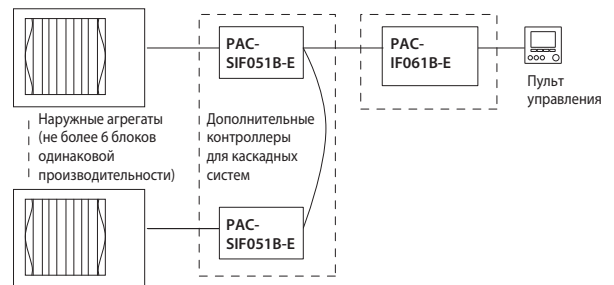 PAC-
SIF051B-E
PAC-
IF061B-E
Пульт
управления
Наружные агрегаты
(не более 6 блоков
одинаковой
производительности)
Дополнительные
контроллеры
для каскадных
систем
PAC-
SIF051B-E